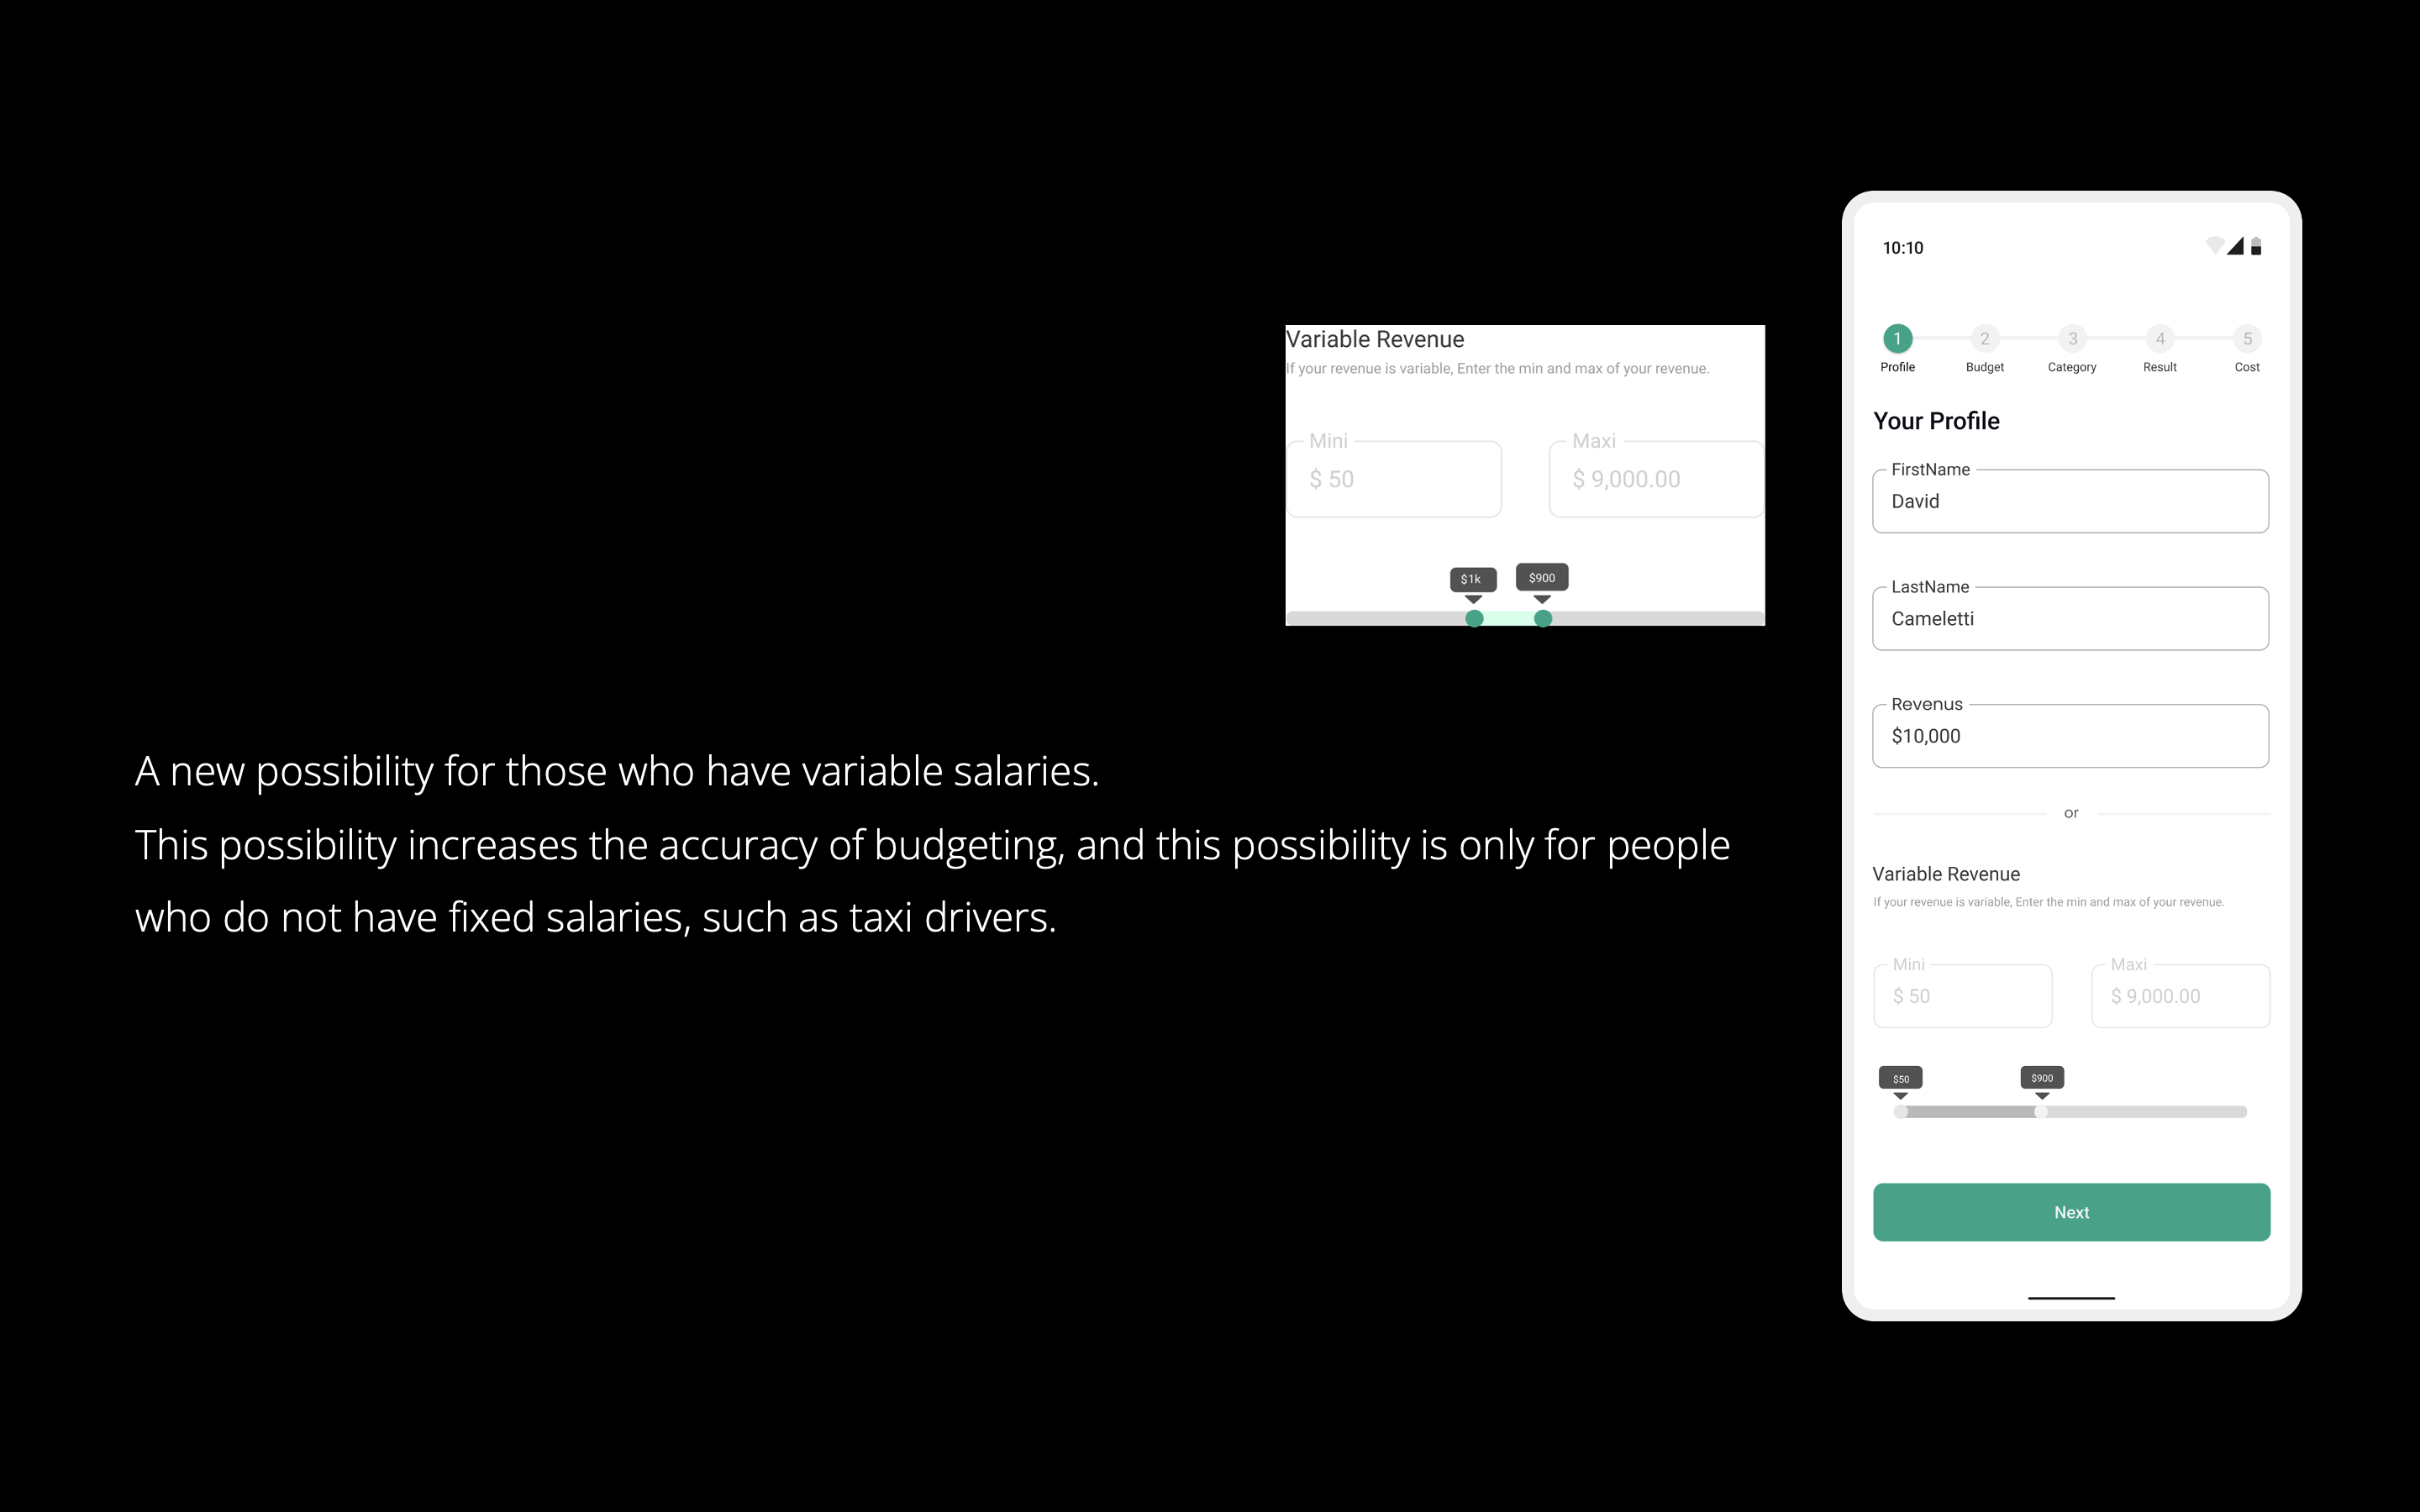 Variable Revenue
If your revenue is variable, Enter the min and max of your revenue.
Mini
$ 50
Maxi
$ 9,000.00
$1k
$900
A new possibility for those who have variable salaries.
This possibility increases the accuracy of budgeting, and this possibility is only for people
who do not have fixed salaries, such as taxi drivers.
10:10
1 2 3 4 5
Profile Budget Category Result Cost
Your Profile
FirstName
David
LastName
Cameletti
Revenus
$10,000
or
Variable Revenue
If your revenue is variable, Enter the min and max of your revenue.
Mini
$ 50
Maxi
$ 9,000.00
$50
$900
Next